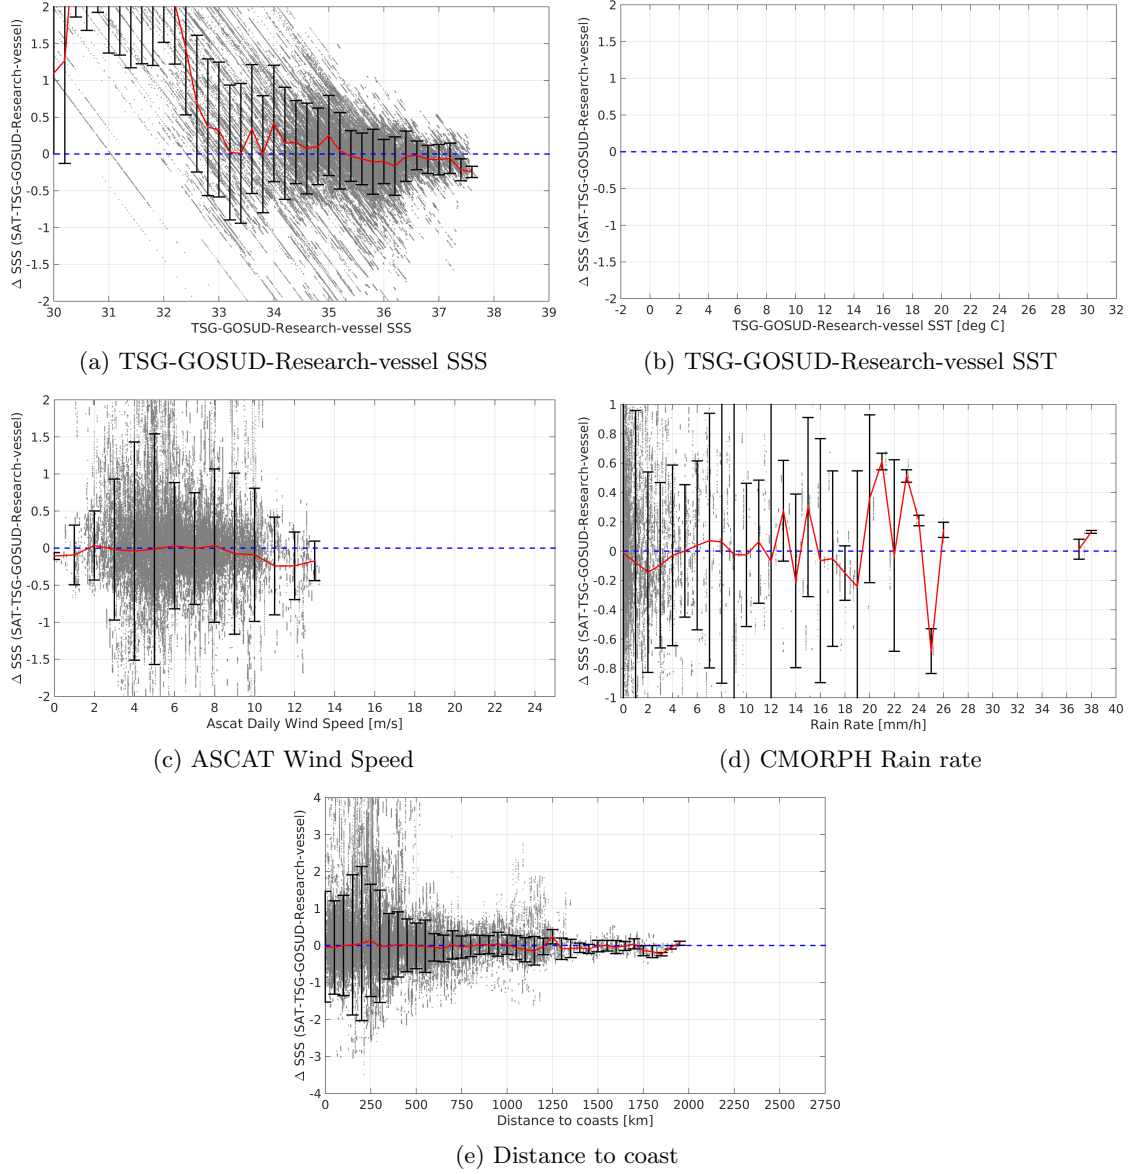 2
1.5
1
0.5
0
-0.5
-1
-1.5
-2
Δ SSS (SAT-TSG-GOSUD-Research-vessel)
30 31 32 33 34 35 36 37 38 39
TSG-GOSUD-Research-vessel SSS
(a) TSG-GOSUD-Research-vessel SSS
2
1.5
1
0.5
0
-0.5
-1
-1.5
-2
Δ SSS (SAT-TSG-GOSUD-Research-vessel)
-2 0 2 4 6 8 10 12 14 16 18 20 22 24 26 28 30 32
TSG-GOSUD-Research-vessel SST [deg C]
(b) TSG-GOSUD-Research-vessel SST
2
1.5
1
0.5
0
-0.5
-1
-1.5
-2
Δ SSS (SAT-TSG-GOSUD-Research-vessel)
0 2 4 6 8 10 12 14 16 18 20 22 24
Ascat Daily Wind Speed [m/s]
(c) ASCAT Wind Speed
1
0.8
0.6
0.4
0.2
0
-0.2
-0.4
-0.6
-0.8
-1
Δ SSS (SAT-TSG-GOSUD-Research-vessel)
0 2 4 6 8 10 12 14 16 18 20 22 24 26 28 30 32 34 36 38 40
Rain Rate [mm/h]
(d) CMORPH Rain rate
4
3
2
1
0
-1
-2
-3
-4
Δ SSS (SAT-TSG-GOSUD-Research-vessel)
0 250 500 750 1000 1250 1500 1750 2000 2250 2500 2750
Distance to coasts [km]
(e) Distance to coast